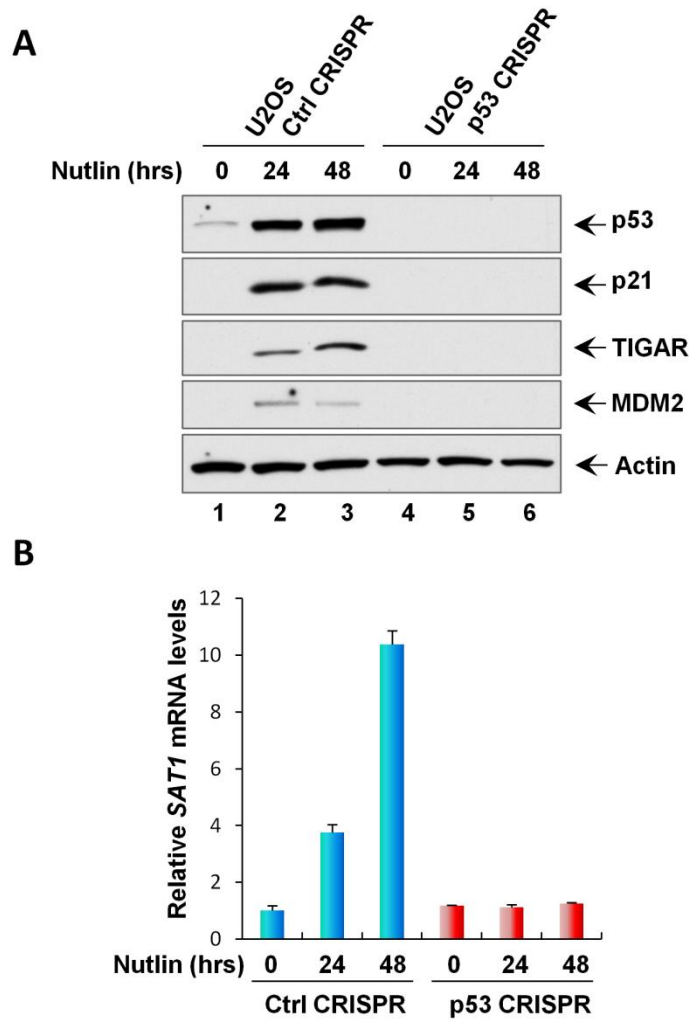 A
U2OS
Ctrl CRISPR
U2OS
p53 CRISPR
Nutlin (hrs) 0 24 48 0 24 48
p53
p21
TIGAR
MDM2
Actin
1 2 3 4 5 6
B
Relative SAT1 mRNA levels
12
10
8
6
4
2
0
Nutlin (hrs) 0 24 48 0 24 48
Ctrl CRISPR p53 CRISPR